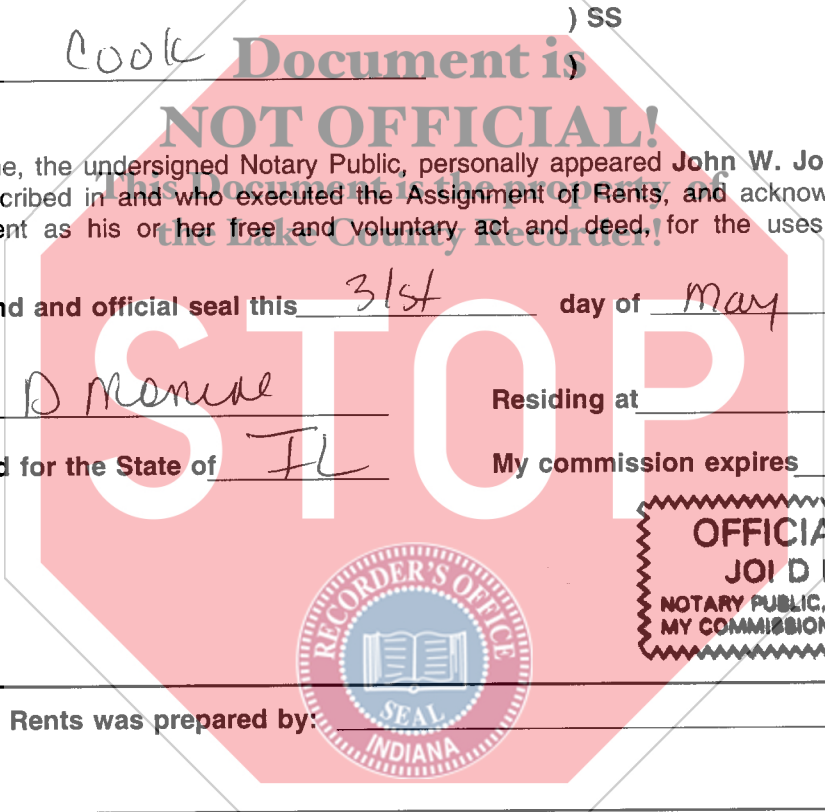 ) SS
Cook
)
Document is
NOT OFFICIAL!
This Document is the property of
the Lake County Recorder!
e, the undersigned Notary Public, personally appeared John W. Jo
cribed in and who executed the Assignment of Rents, and acknow
ent as his or her free and voluntary act and deed, for the uses
nd and official seal this 31st day of May
D
Residing at
d for the State of IL
My commission expires
STOP
OFFICIA
JOI D
NOTARY PUBLIC,
MY COMMISSION
RECORDER'S OFFICE
SEAL
INDIANA
Rents was prepared by: